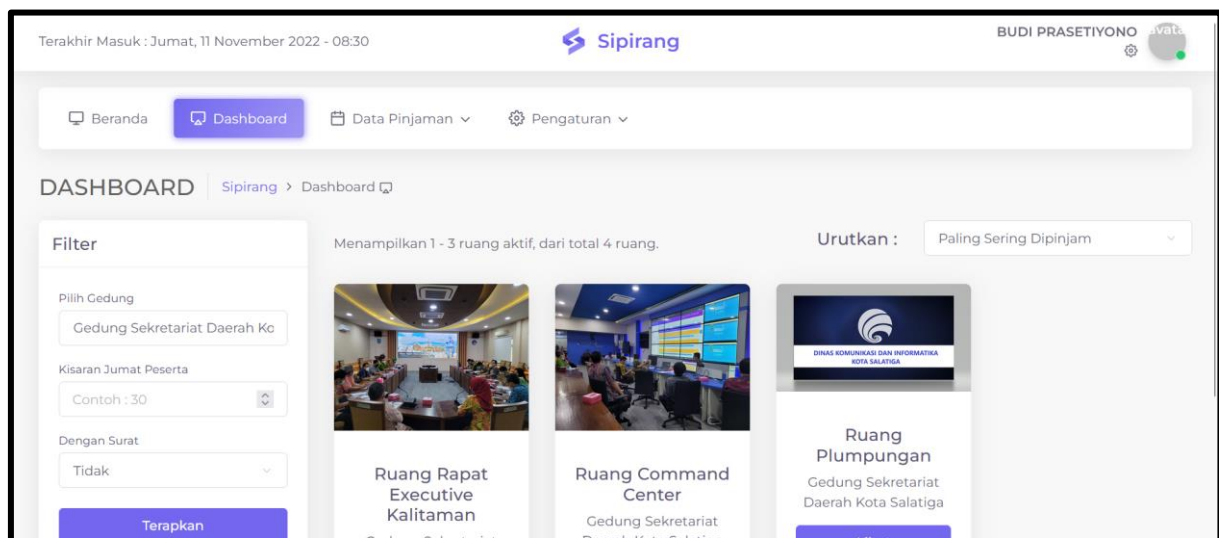 Terakhir Masuk : Jumat, 11 November 2022 - 08:30
Sipirang
BUDI PRASETIYONO
Beranda
Dashboard
Data Pinjaman
Pengaturan
DASHBOARD
Sipirang > Dashboard
Filter
Menampilkan 1 - 3 ruang aktif, dari total 4 ruang.
Urutkan :
Paling Sering Dipinjam
Pilih Gedung
Gedung Sekretariat Daerah Kc
Kisaran Jumat Peserta
Contoh : 30
Dengan Surat
Tidak
Terapkan
Ruang Rapat
Executive
Kalitaman
Ruang Command
Center
Gedung Sekretariat
DINAS KOMUNIKASI DAN INFORMATIKA
KOTA SALATIGA
Ruang
Plumpungan
Gedung Sekretariat
Daerah Kota Salatiga